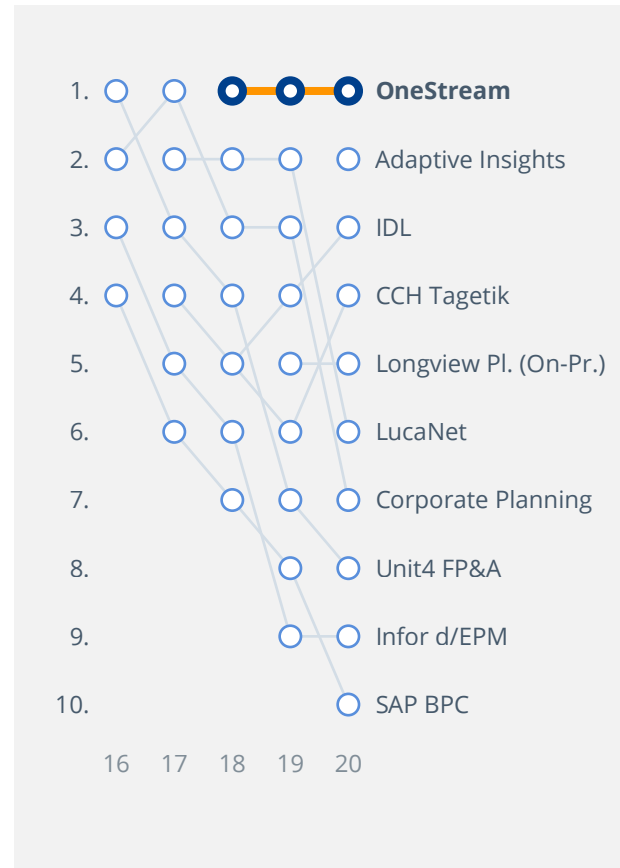 1. OneStream
2. Adaptive Insights
3. IDL
4. CCH Tagetik
5. Longview Pl. (On-Pr.)
6. LucaNet
7. Corporate Planning
8. Unit4 FP&A
9. Infor d/EPM
10. SAP BPC
16 17 18 19 20